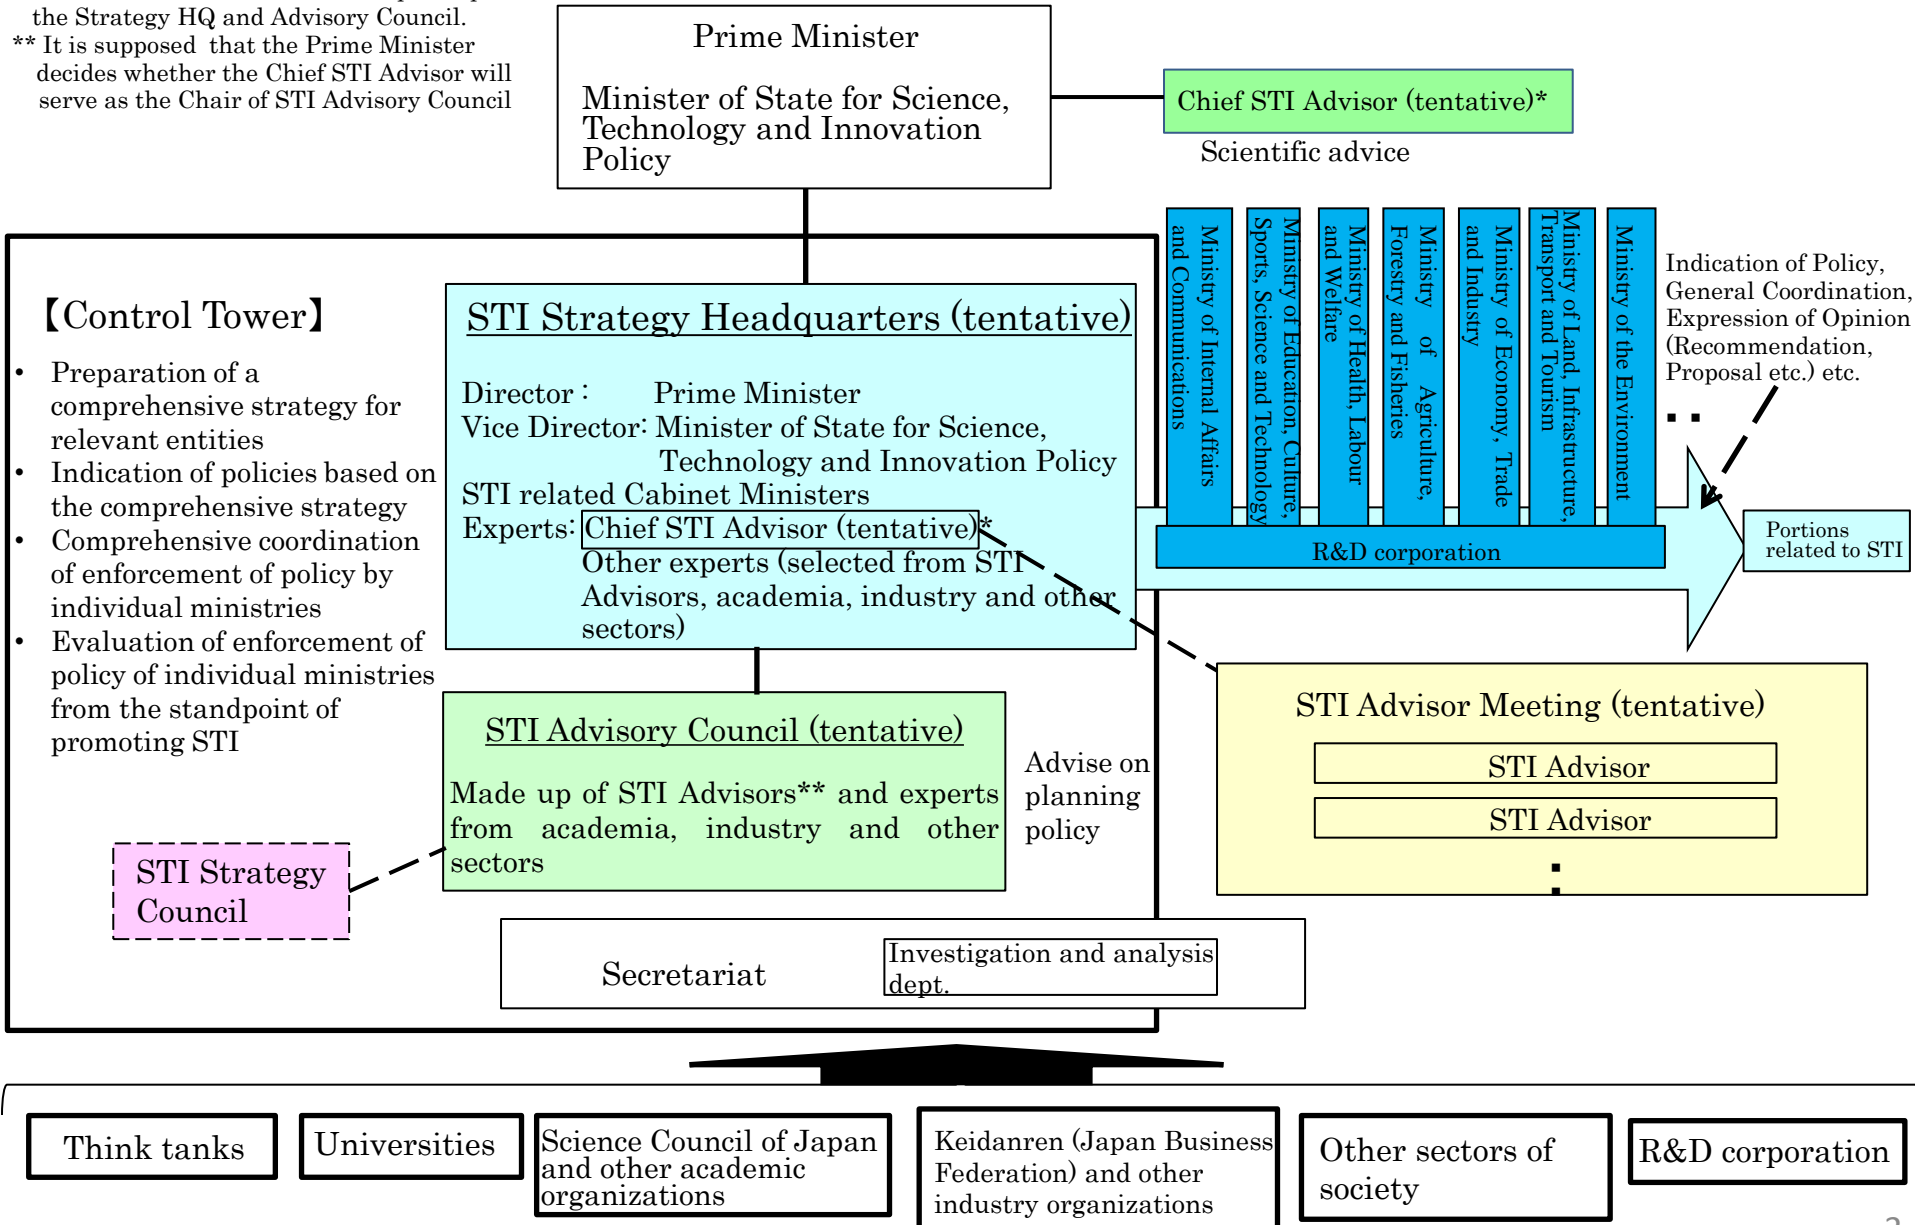 the Strategy HQ and Advisory Council.
** It is supposed that the Prime Minister
decides whether the Chief STI Advisor will
serve as the Chair of STI Advisory Council
Prime Minister
Minister of State for Science,
Technology and Innovation
Policy
Chief STI Advisor (tentative)*
Scientific advice
【Control Tower】
• Preparation of a
comprehensive strategy for
relevant entities
• Indication of policies based on
the comprehensive strategy
• Comprehensive coordination
of enforcement of policy by
individual ministries
• Evaluation of enforcement of
policy of individual ministries
from the standpoint of
promoting STI
STI Strategy Headquarters (tentative)
Director : Prime Minister
Vice Director: Minister of State for Science,
Technology and Innovation Policy
STI related Cabinet Ministers
Experts: Chief STI Advisor (tentative)*
Other experts (selected from STI
Advisors, academia, industry and other
sectors)
Ministry of Internal Affairs
and Communications
Ministry of Education, Culture,
Sports, Science and Technology
Ministry of Health, Labour
and Welfare
Ministry of Agriculture,
Forestry and Fisheries
Ministry of Economy, Trade
and Industry
Ministry of Land, Infrastructure,
Transport and Tourism
Ministry of the Environment
R&D corporation
Indication of Policy,
General Coordination,
Expression of Opinion
(Recommendation,
Proposal etc.) etc.
Portions
related to STI
STI Advisory Council (tentative)
Made up of STI Advisors** and experts
from academia, industry and other
sectors
Advise on
planning
policy
STI Strategy
Council
STI Advisor Meeting (tentative)
STI Advisor
STI Advisor
Secretariat
Investigation and analysis
dept.
Think tanks
Universities
Science Council of Japan
and other academic
organizations
Keidanren (Japan Business
Federation) and other
industry organizations
Other sectors of
society
R&D corporation